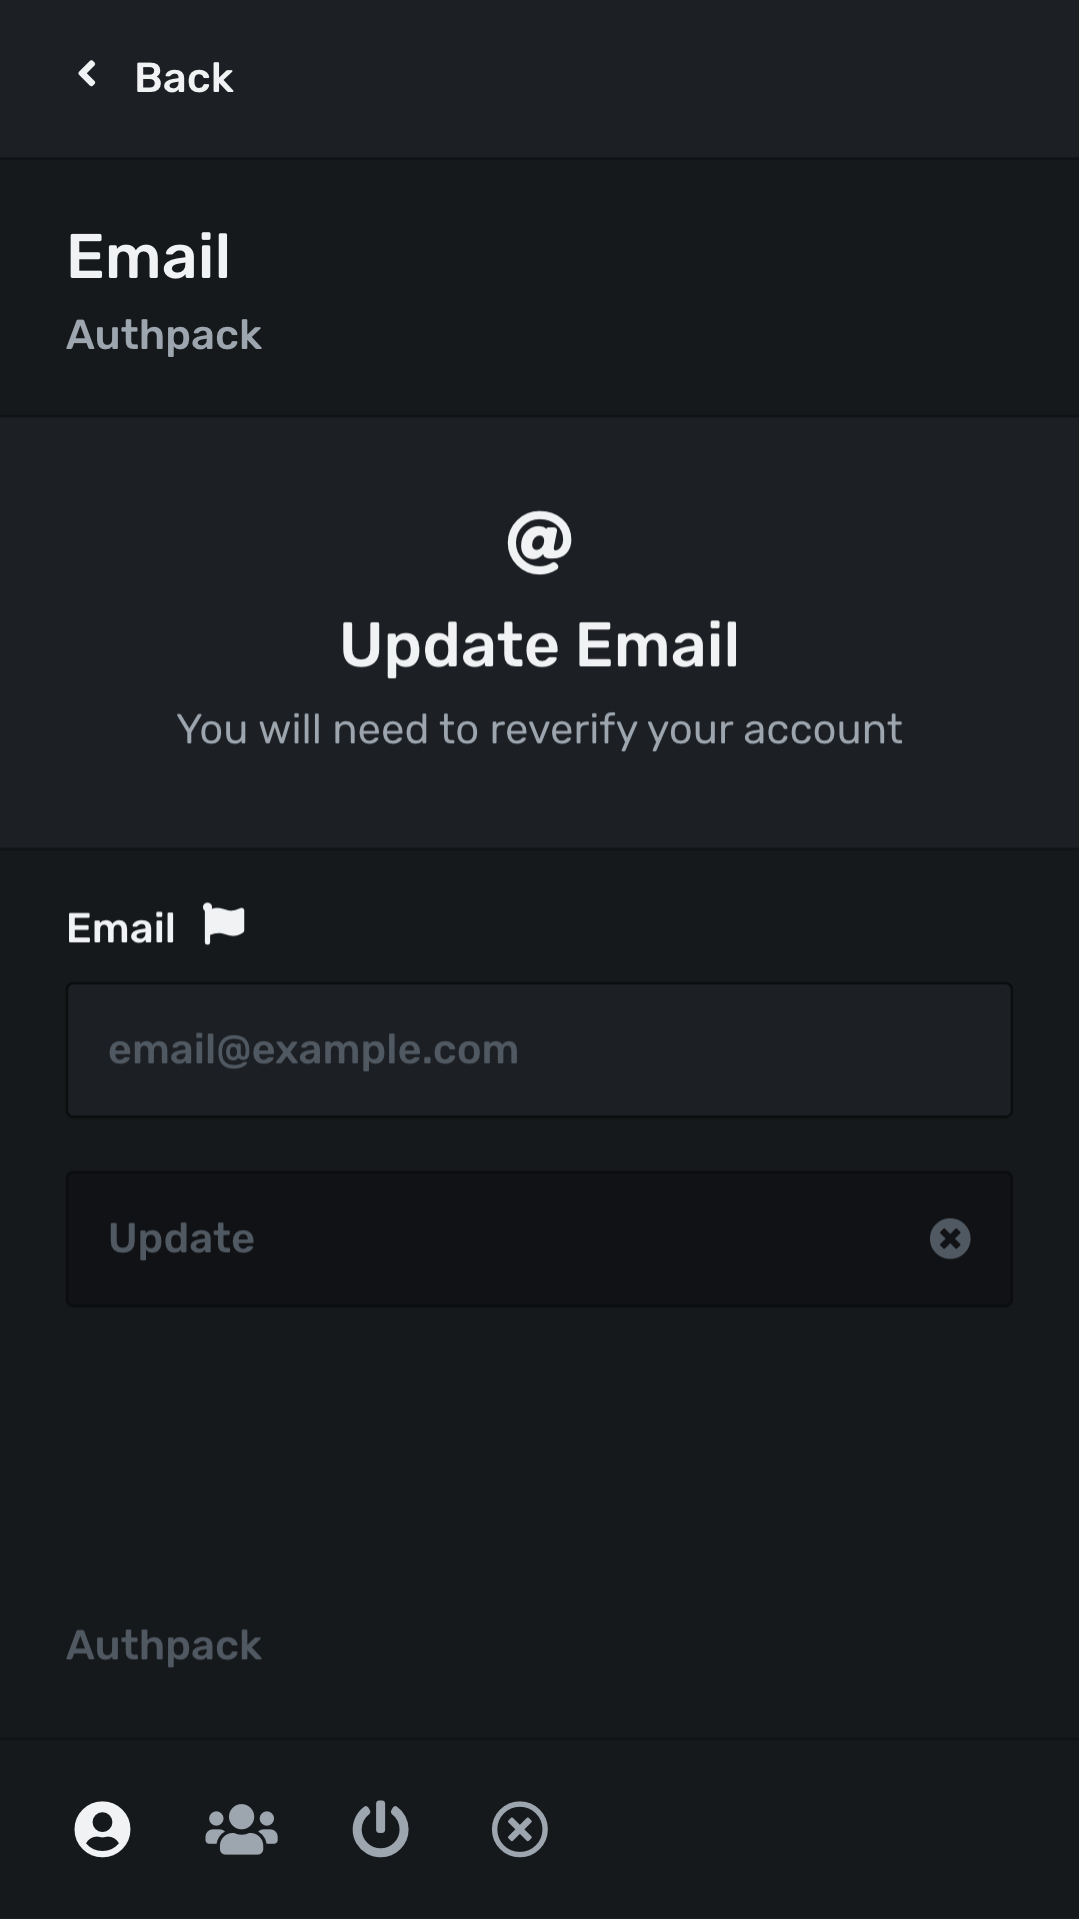 Back
Email
Authpack
@
Update Email
You will need to reverify your account
Email
email@example.com
Update
Authpack